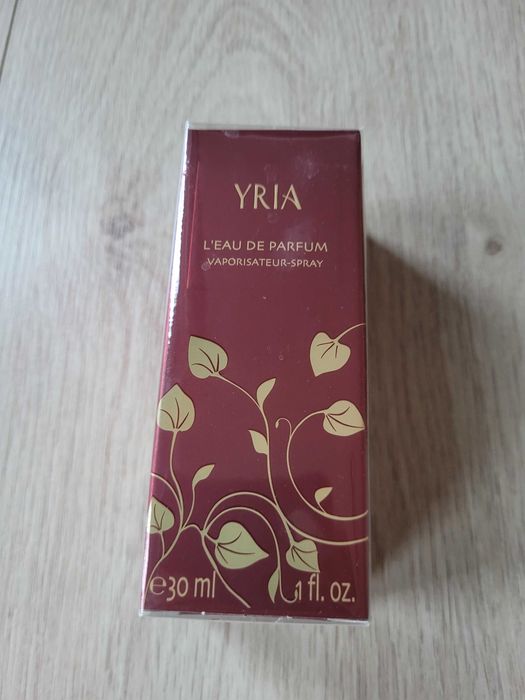 YRIA
L'EAU DE PARFUM
VAPORISATEUR-SPRAY
℮30 ml 1 fl. oz.